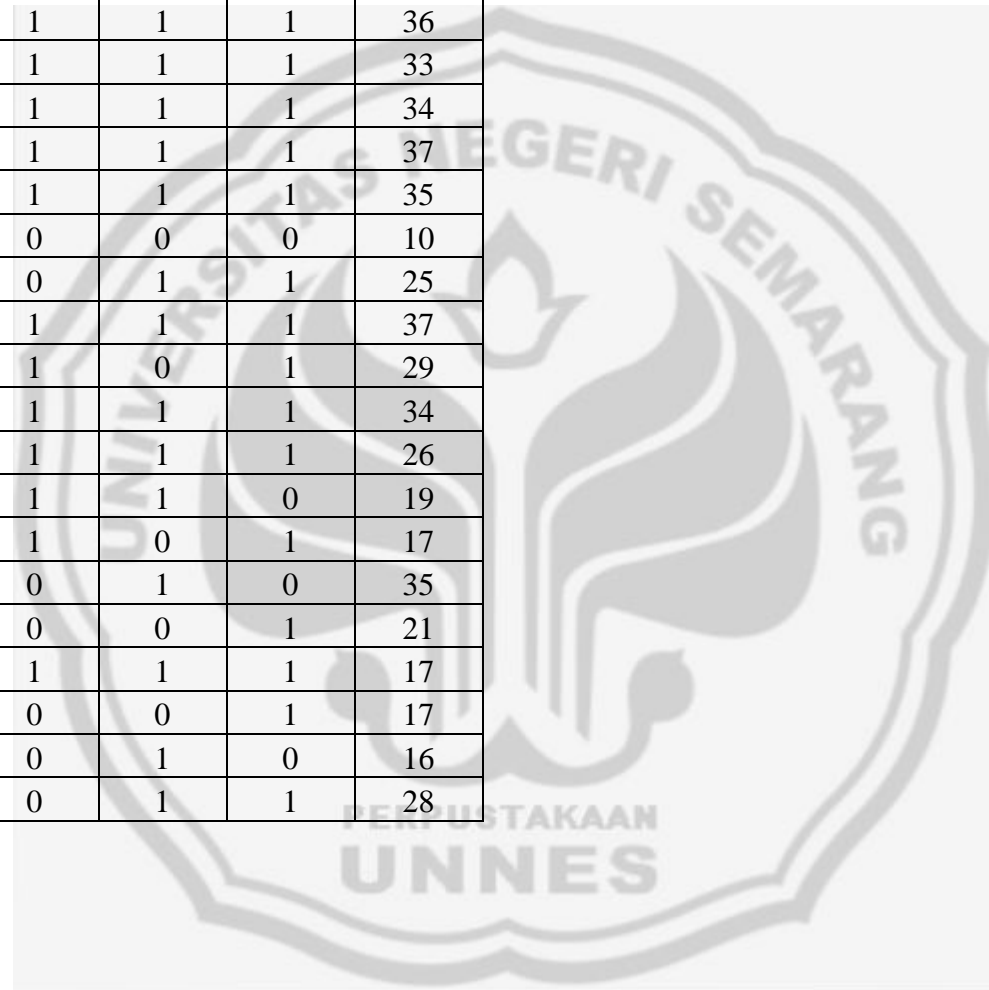 1 1 1 36
1 1 1 33
1 1 1 34
1 1 1 37
1 1 1 35
0 0 0 10
0 1 1 25
1 1 1 37
1 0 1 29
1 1 1 34
1 1 1 26
1 1 0 19
1 0 1 17
0 1 0 35
0 0 1 21
1 1 1 17
0 0 1 17
0 1 0 16
0 1 1 28
UNIVERSITAS NEGERI SEMARANG
PERPUSTAKAAN
UNNES